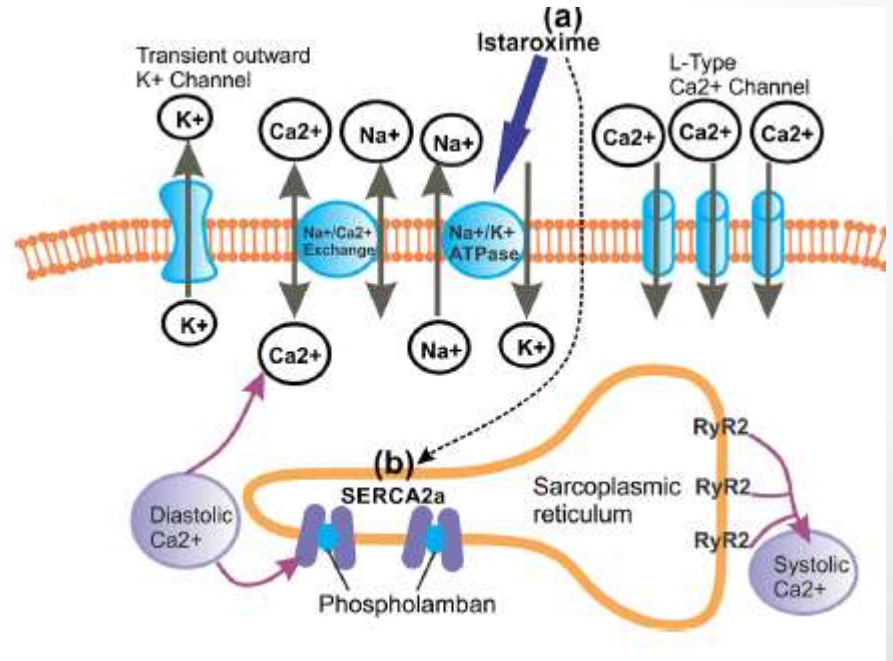 (a)
Istaroxime
Transient outward
K+ Channel
L-Type
Ca2+ Channel
K+
Ca2+
Na+
Na+
Ca2+
Ca2+
Ca2+
Na+/Ca2+
Exchange
Na+/K+
ATPase
K+
Ca2+
Na+
K+
RyR2
(b)
SERCA2a
Sarcoplasmic
reticulum
RyR2
Diastolic
Ca2+
RyR2
Systolic
Ca2+
Phospholamban